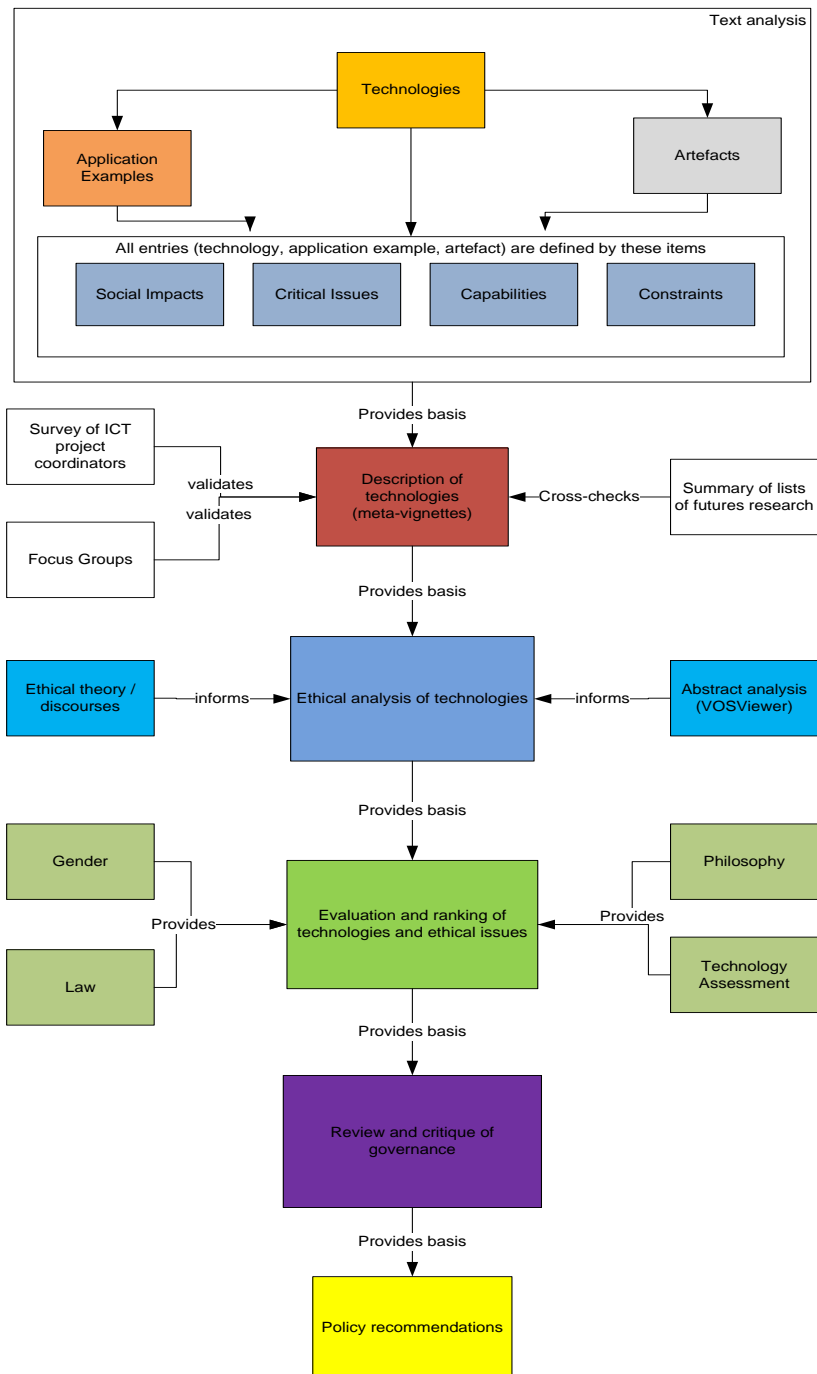 Text analysis
Technologies
Application
Examples
Artefacts
All entries (technology, application example, artefact) are defined by these items
Social Impacts
Critical Issues
Capabilities
Constraints
Provides basis
Survey of ICT
project
coordinators
validates
validates
Focus Groups
Description of
technologies
(meta-vignettes)
Cross-checks
Summary of lists
of futures research
Provides basis
Ethical theory /
discourses
informs
Ethical analysis of technologies
informs
Abstract analysis
(VOSViewer)
Provides basis
Gender
Law
Provides
Evaluation and ranking of
technologies and ethical issues
Provides
Philosophy
Technology
Assessment
Provides basis
Review and critique of
governance
Provides basis
Policy recommendations